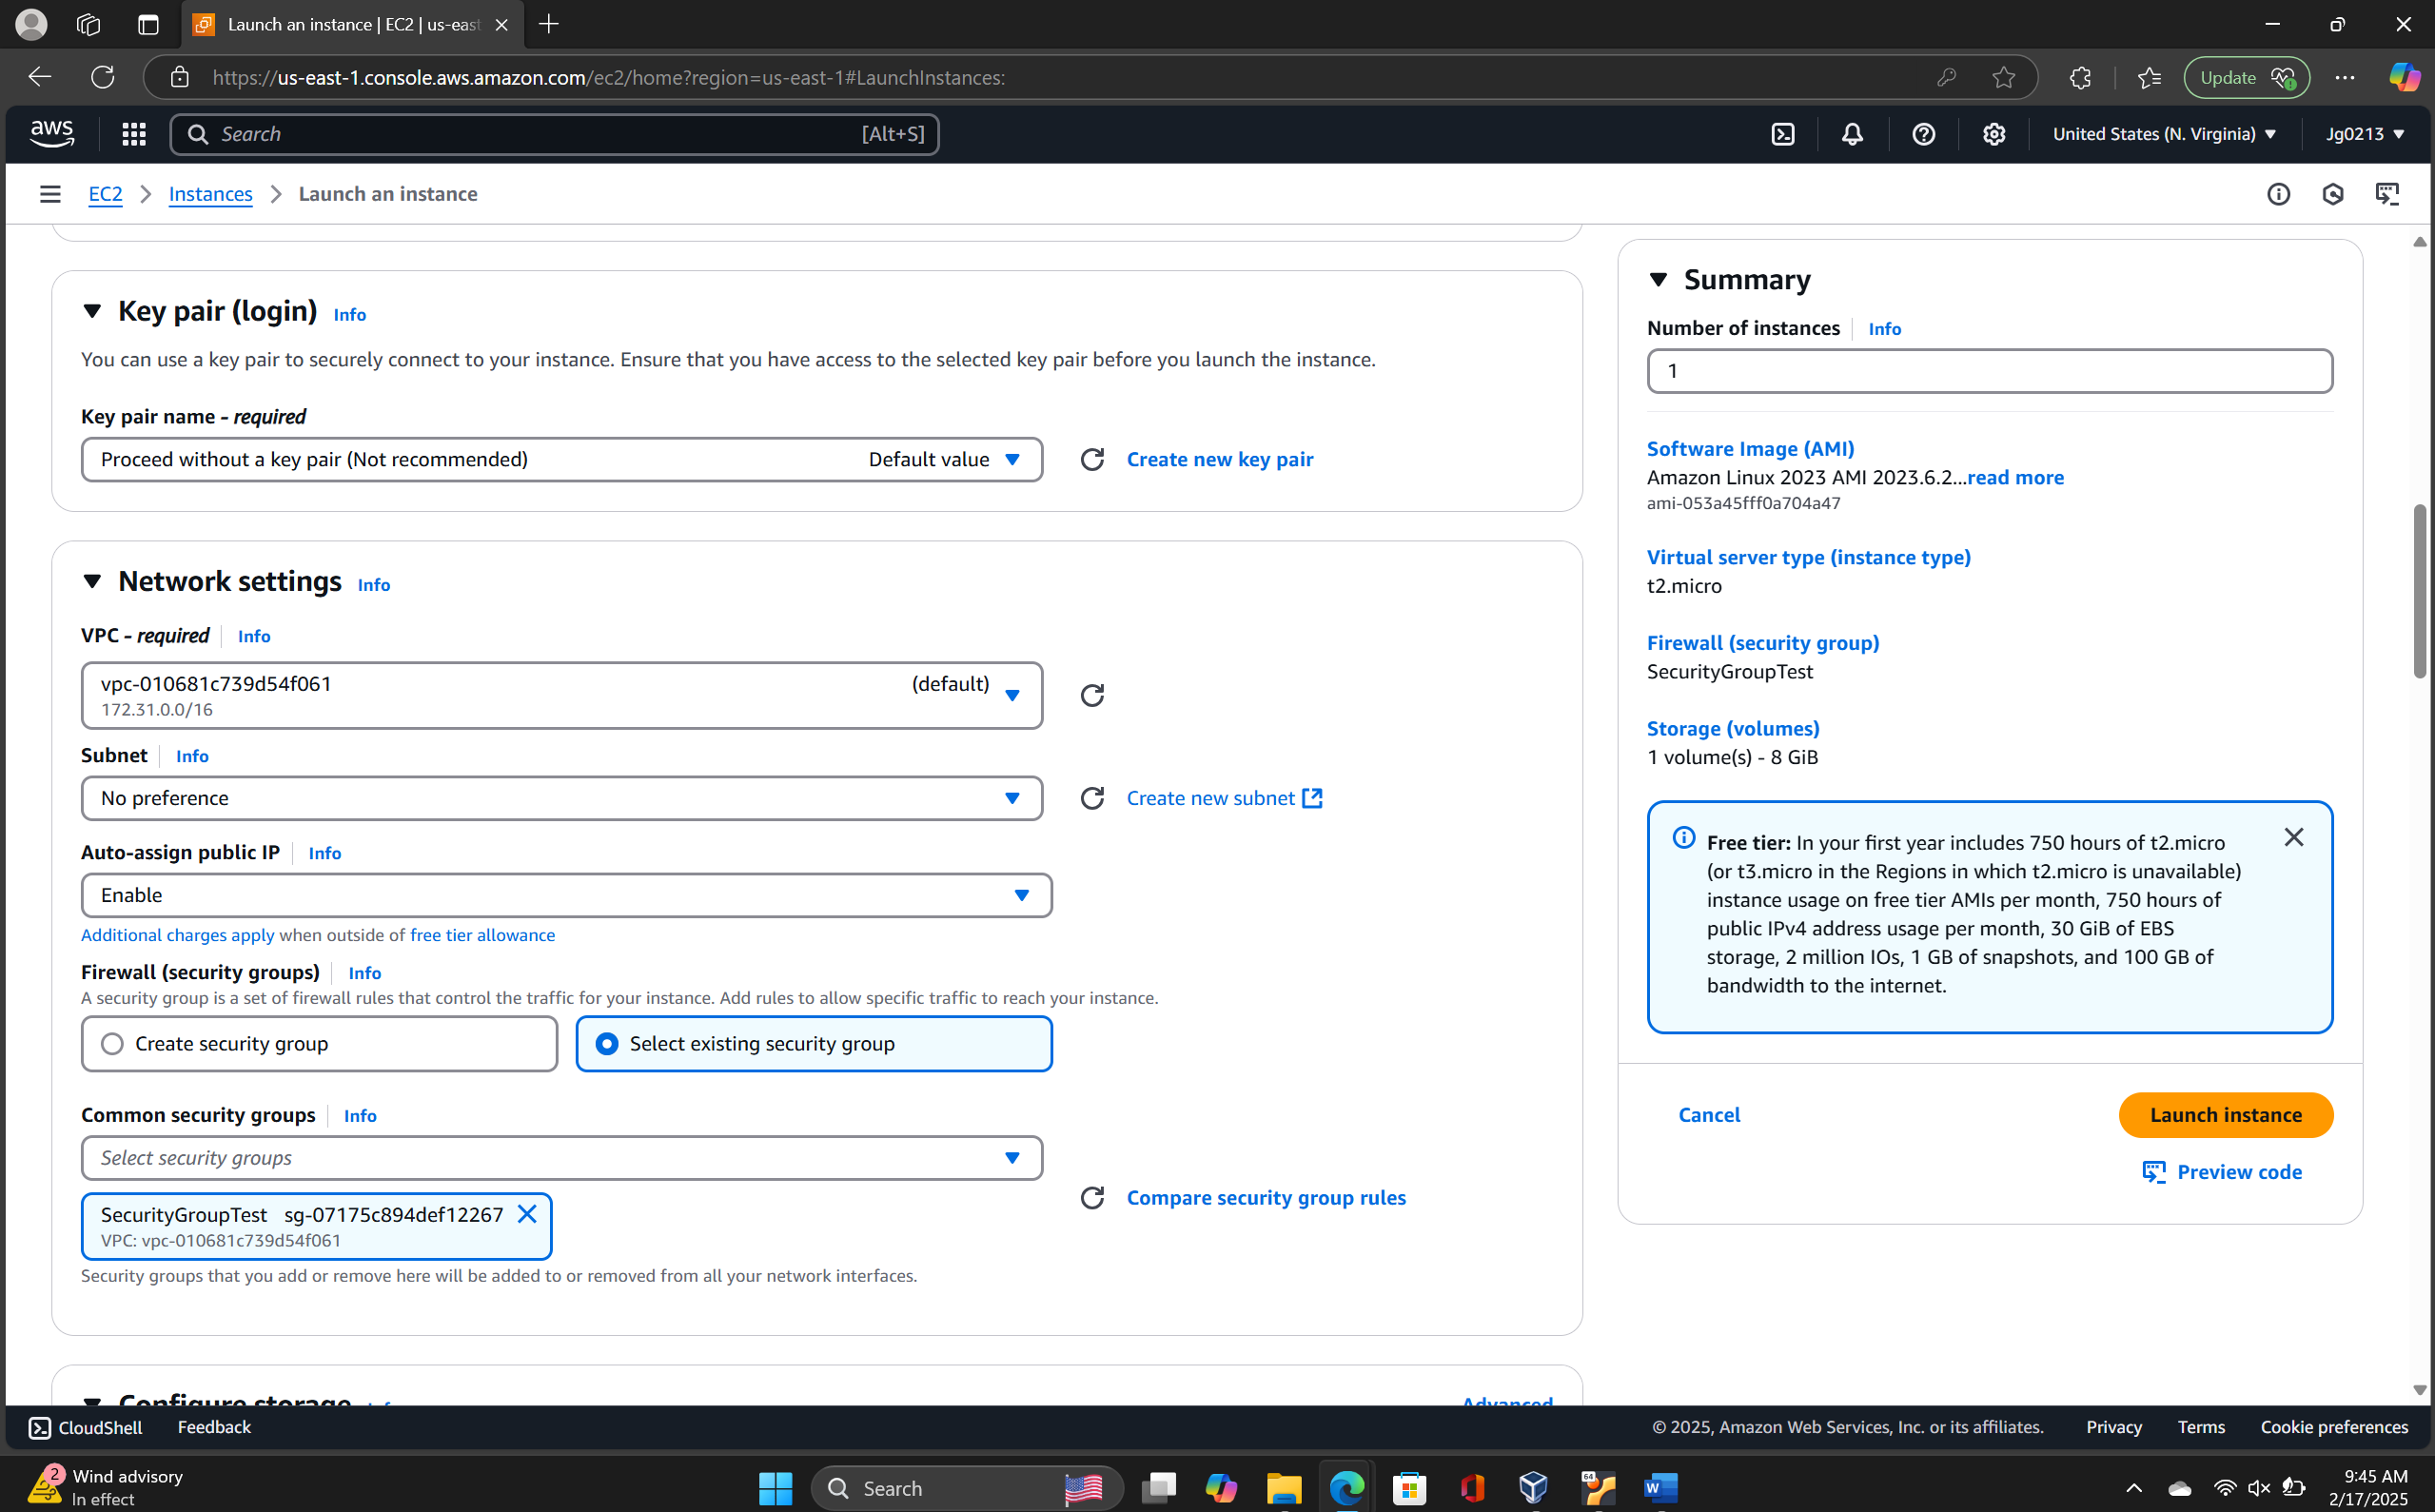 Launch an instance | EC2 | us-east
https://us-east-1.console.aws.amazon.com/ec2/home?region=us-east-1#LaunchInstances:
Update
aws
Search
[Alt+S]
United States (N. Virginia)
Jg0213
EC2
Instances
Launch an instance
Key pair (login)
Info
You can use a key pair to securely connect to your instance. Ensure that you have access to the selected key pair before you launch the instance.
Key pair name - required
Proceed without a key pair (Not recommended)
Default value
Create new key pair
Network settings
Info
VPC - required
Info
vpc-010681c739d54f061
(default)
172.31.0.0/16
Subnet
Info
No preference
Create new subnet
Auto-assign public IP
Info
Enable
Additional charges apply when outside of free tier allowance
Firewall (security groups)
Info
A security group is a set of firewall rules that control the traffic for your instance. Add rules to allow specific traffic to reach your instance.
Create security group
Select existing security group
Common security groups
Info
Select security groups
SecurityGroupTest sg-07175c894def12267
VPC: vpc-010681c739d54f061
Compare security group rules
Security groups that you add or remove here will be added to or removed from all your network interfaces.
Configure storage
Info
Advanced
Summary
Number of instances
Info
1
Software Image (AMI)
Amazon Linux 2023 AMI 2023.6.2...read more
ami-053a45fff0a704a47
Virtual server type (instance type)
t2.micro
Firewall (security group)
SecurityGroupTest
Storage (volumes)
1 volume(s) - 8 GiB
Free tier: In your first year includes 750 hours of t2.micro
(or t3.micro in the Regions in which t2.micro is unavailable)
instance usage on free tier AMIs per month, 750 hours of
public IPv4 address usage per month, 30 GiB of EBS
storage, 2 million IOs, 1 GB of snapshots, and 100 GB of
bandwidth to the internet.
Cancel
Launch instance
Preview code
CloudShell
Feedback
© 2025, Amazon Web Services, Inc. or its affiliates.
Privacy
Terms
Cookie preferences
2
Wind advisory
In effect
Search
64
W
9:45 AM
2/17/2025